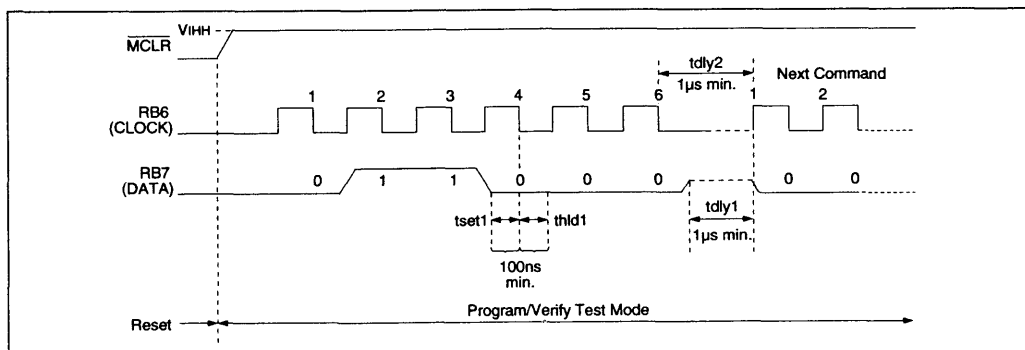 VIHH
MCLR
tdly2
Next Command
1µs min.
1 2 3 4 5 6 1 2
RB6
(CLOCK)
RB7
(DATA)
0 1 1 0 0 0 0 0
tset1 thld1
tdly1
1µs min.
100ns
min.
Reset
Program/Verify Test Mode